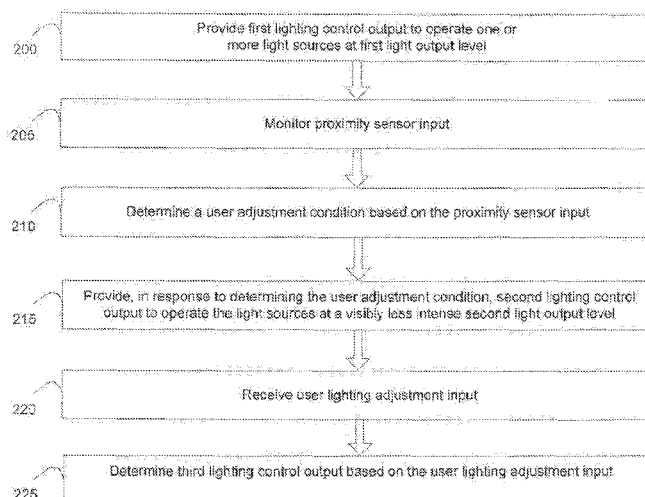 Provide first lighting control output to operate one or
more light sources at first light output level
200
Monitor proximity sensor input
205
Determine a user adjustment condition based on the proximity sensor input
210
Provide, in response to determining the user adjustment condition, second lighting control
output to operate the light sources at a visibly less intense second light output level
215
Receive user lighting adjustment input
220
Determine third lighting control output based on the user lighting adjustment input
225